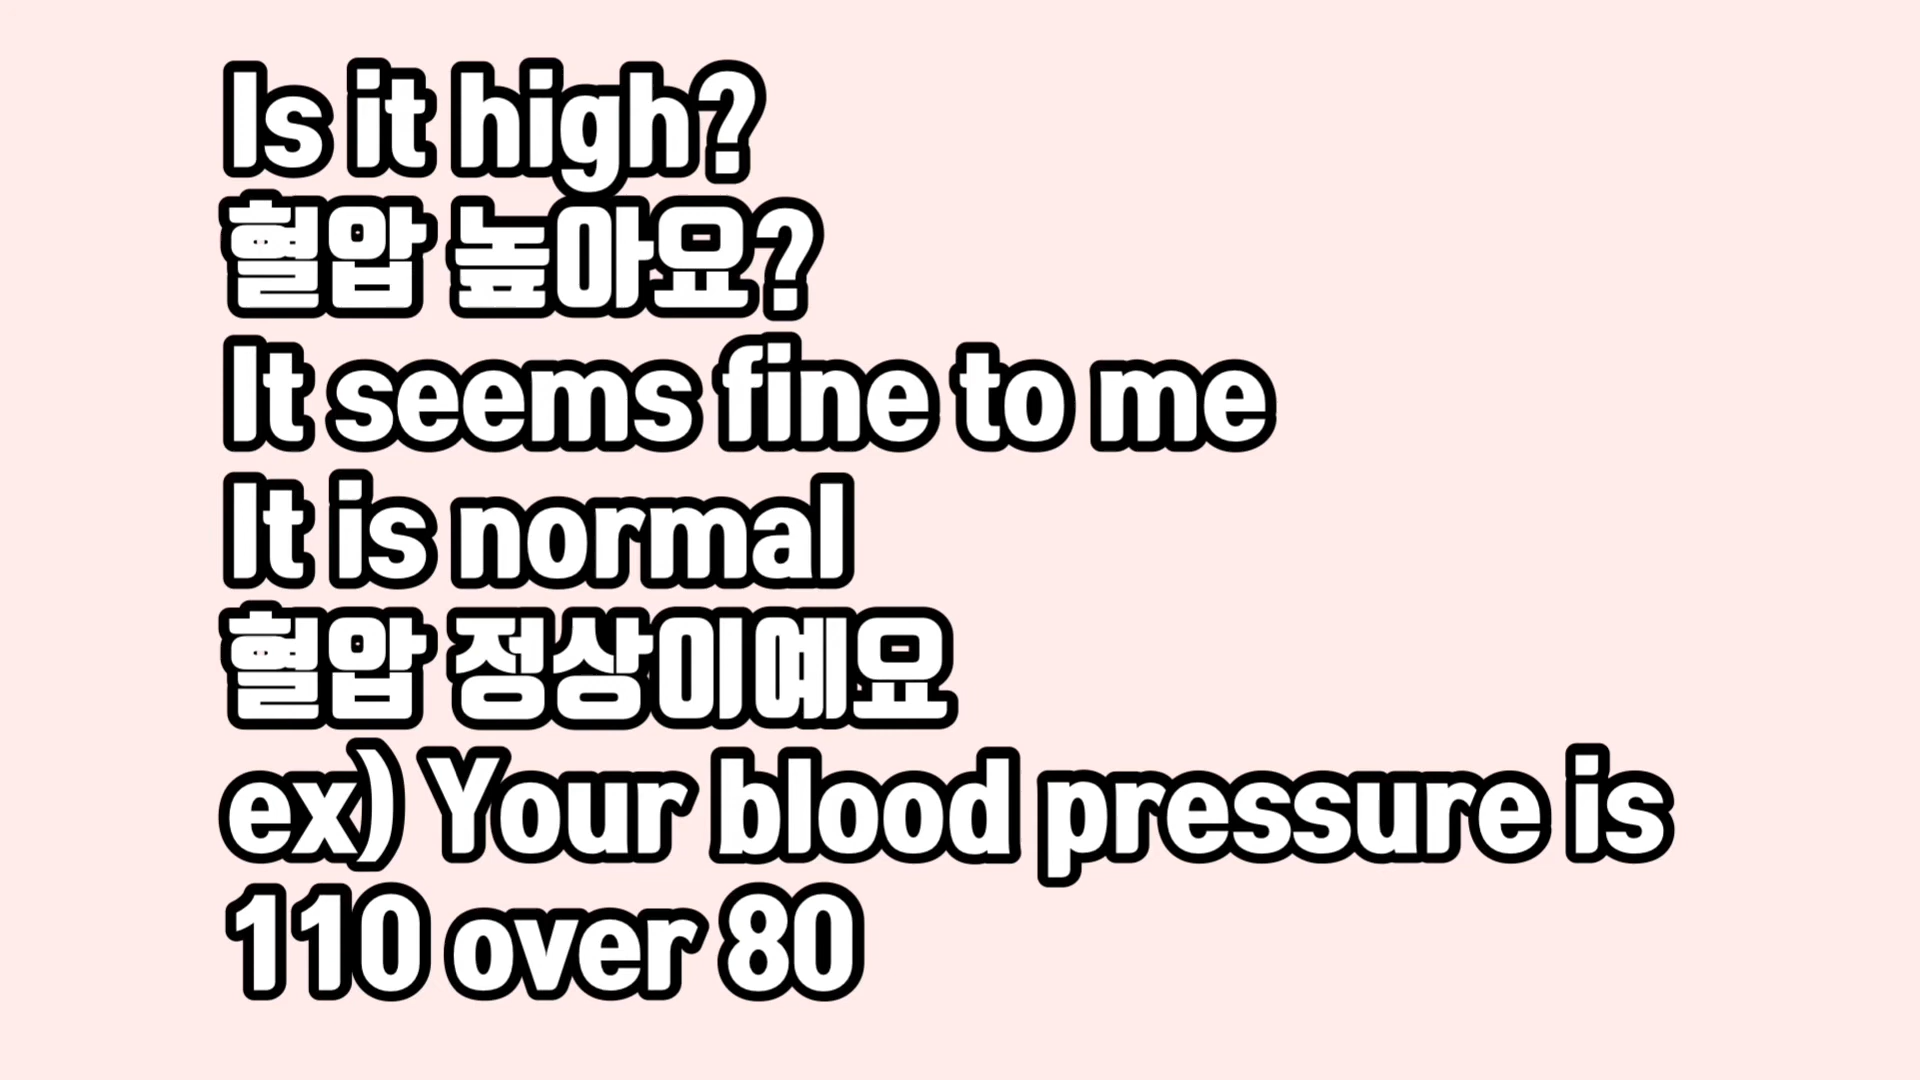 Is it high?
혈압 높아요?
It seems fine to me
It is normal
혈압 정상이예요
ex) Your blood pressure is
110 over 80